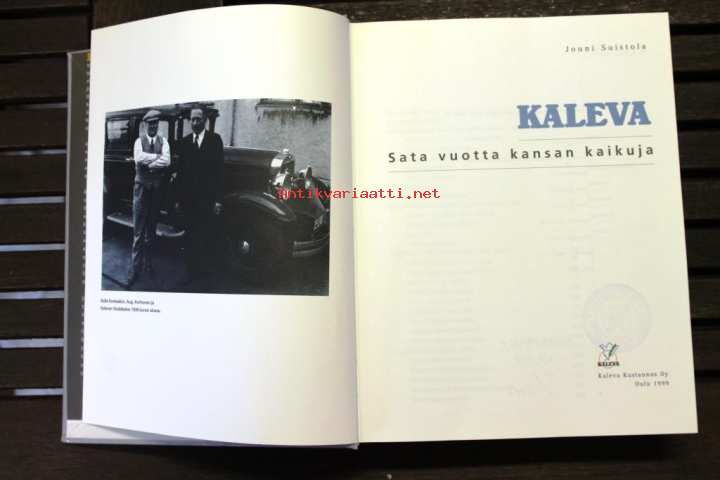 Jouni Suistola
KALEVA
Sata vuotta kansan kaikuja
Antikvariaatti.net
Kaleva Kustannus Oy
Oulu 1999